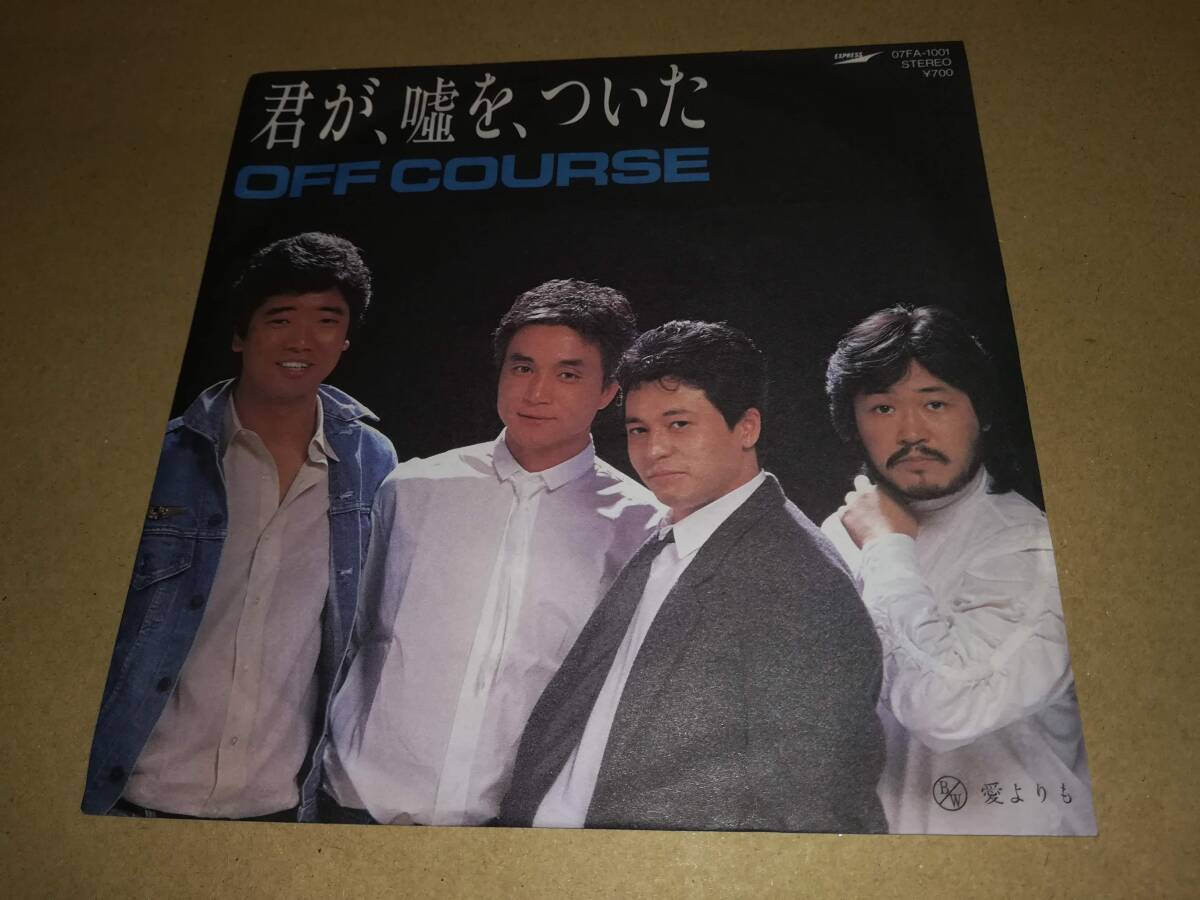 EXPRESS
07FA-1001
STEREO
¥700
君が、嘘を、ついた
OFF COURSE
B/W 愛よりも